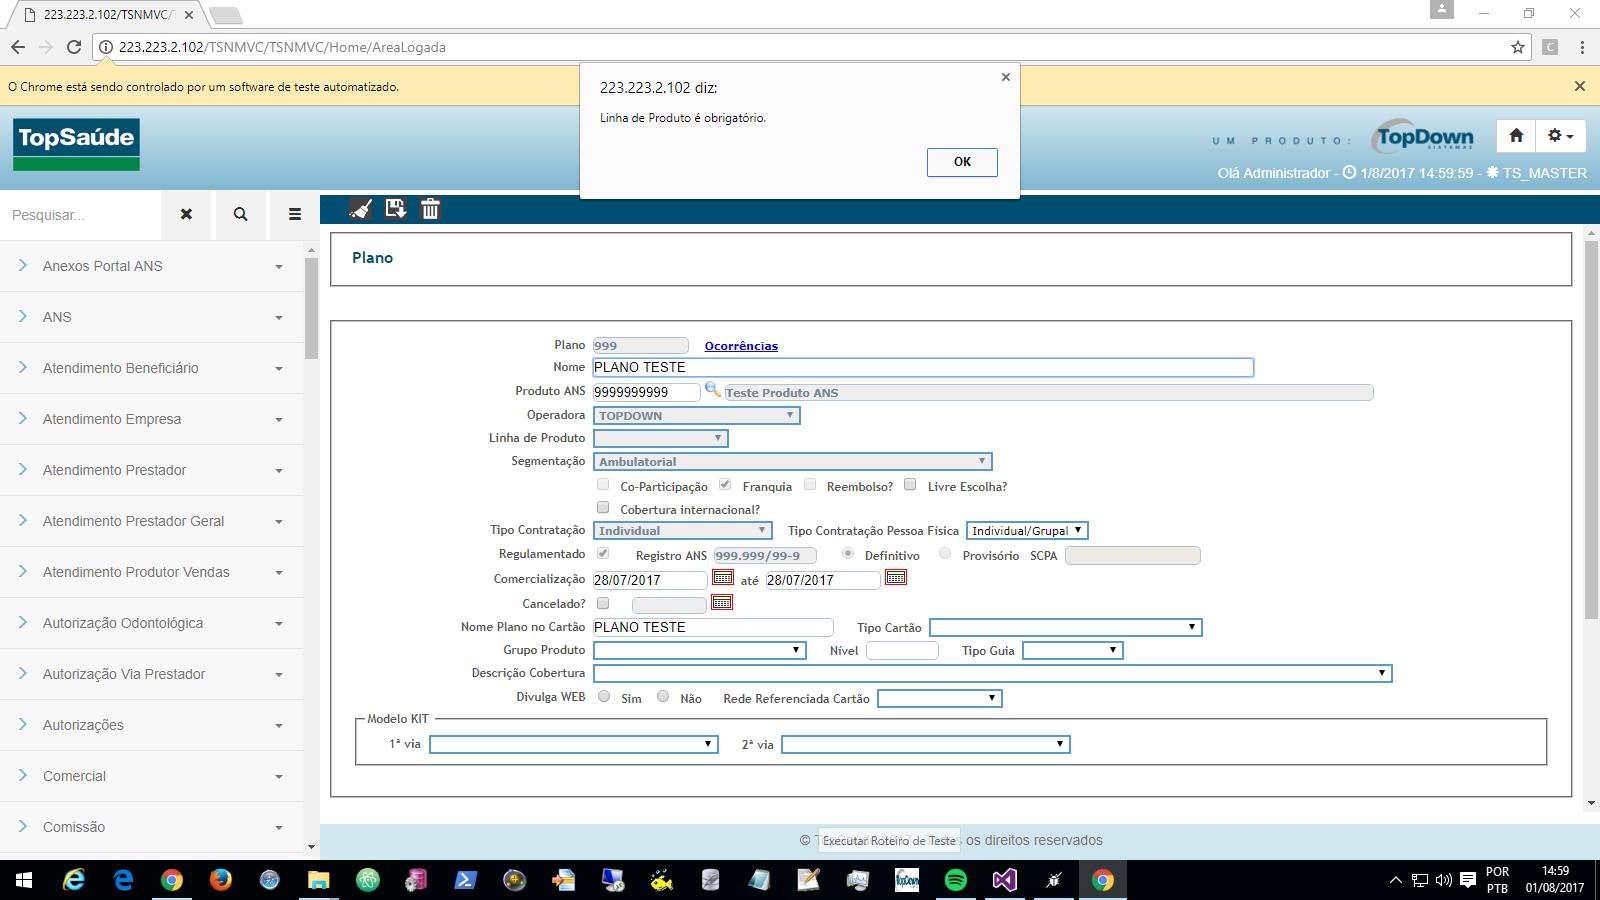 223.223.2.102/TSNMVC/T
223.223.2.102/TSNMVC/TSNMVC/Home/AreaLogada
C
O Chrome está sendo controlado por um software de teste automatizado.
223.223.2.102 diz:
Linha de Produto é obrigatório.
OK
TopSaúde
UM PRODUTO:
TopDown
SISTEMAS
Olá Administrador - 1/8/2017 14:59:59 - TS_MASTER
Pesquisar...
Anexos Portal ANS
ANS
Atendimento Beneficiário
Atendimento Empresa
Atendimento Prestador
Atendimento Prestador Geral
Atendimento Produtor Vendas
Autorização Odontológica
Autorização Via Prestador
Autorizações
Comercial
Comissão
Plano
Plano 999 Ocorrências
Nome PLANO TESTE
Produto ANS 9999999999 Teste Produto ANS
Operadora TOPDOWN
Linha de Produto
Segmentação Ambulatorial
Co-Participação Franquia Reembolso? Livre Escolha?
Cobertura internacional?
Tipo Contratação Individual Tipo Contratação Pessoa Física Individual/Grupal
Regulamentado Registro ANS 999.999/99-9 Definitivo Provisório SCPA
Comercialização 28/07/2017 até 28/07/2017
Cancelado?
Nome Plano no Cartão PLANO TESTE Tipo Cartão
Grupo Produto Nível Tipo Guia
Descrição Cobertura
Divulga WEB Sim Não Rede Referenciada Cartão
Modelo KIT
1ª via 2ª via
© os direitos reservados
Executar Roteiro de Teste
TopDown
POR
PTB
14:59
01/08/2017